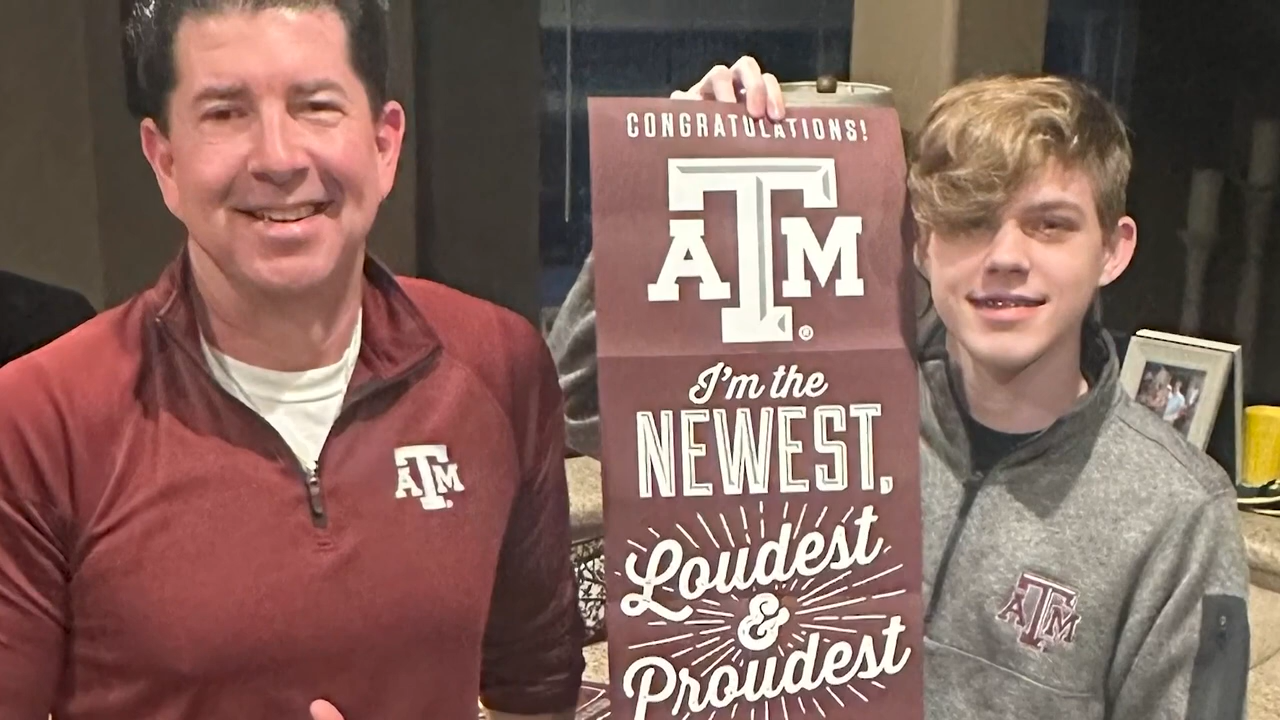 CONGRATULATIONS!
ATM®
I'm the
NEWEST,
Loudest
&
Proudest
ATM
ATM